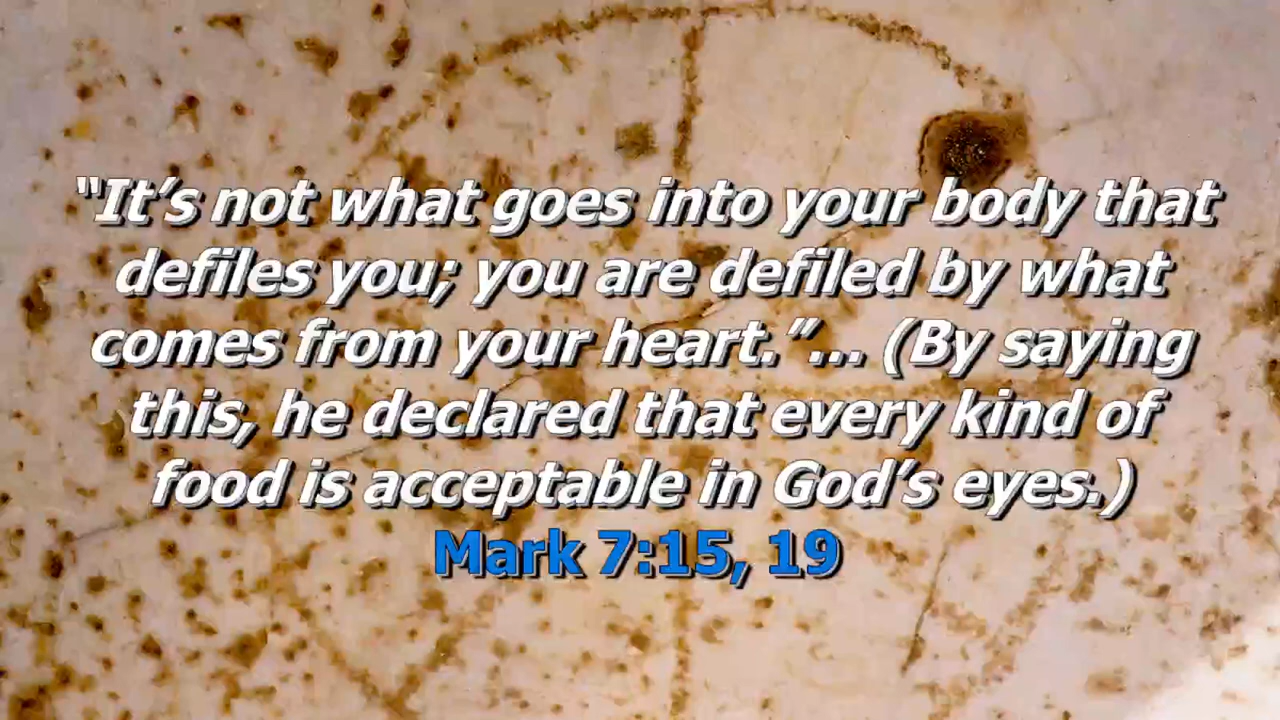 “It’s not what goes into your body that
defiles you; you are defiled by what
comes from your heart.”... (By saying
this, he declared that every kind of
food is acceptable in God’s eyes.)
Mark 7:15, 19